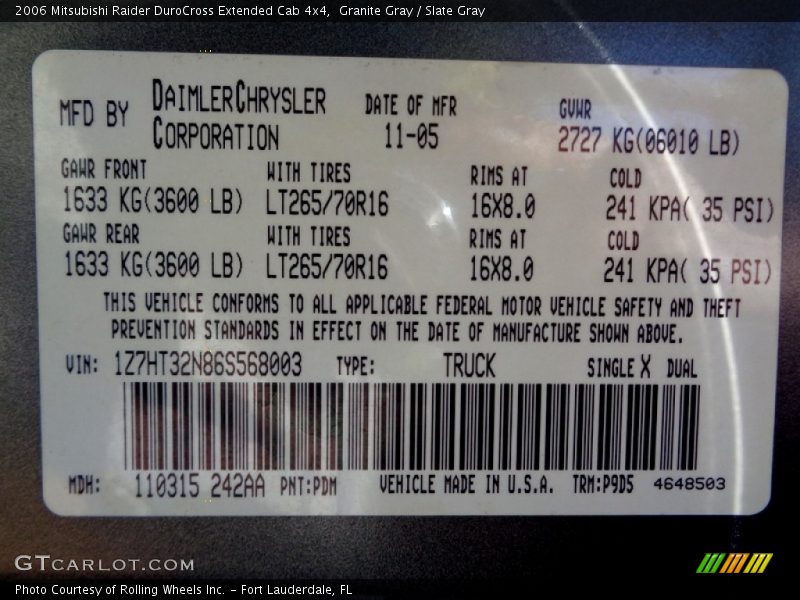 2006 Mitsubishi Raider DuroCross Extended Cab 4x4, Granite Gray / Slate Gray
MFD BY DAIMLERCHRYSLER CORPORATION DATE OF MFR 11-05 GVWR 2727 KG(06010 LB)
GAWR FRONT WITH TIRES RIMS AT COLD
1633 KG(3600 LB) LT265/70R16 16X8.0 241 KPA( 35 PSI)
GAWR REAR WITH TIRES RIMS AT COLD
1633 KG(3600 LB) LT265/70R16 16X8.0 241 KPA( 35 PSI)
THIS VEHICLE CONFORMS TO ALL APPLICABLE FEDERAL MOTOR VEHICLE SAFETY AND THEFT
PREVENTION STANDARDS IN EFFECT ON THE DATE OF MANUFACTURE SHOWN ABOVE.
VIN: 1Z7HT32N86S568003 TYPE: TRUCK SINGLE X DUAL
MDH: 110315 242AA PNT:PDM VEHICLE MADE IN U.S.A. TRM:P9D5 4648503
GTCARLOT.COM
Photo Courtesy of Rolling Wheels Inc. – Fort Lauderdale, FL